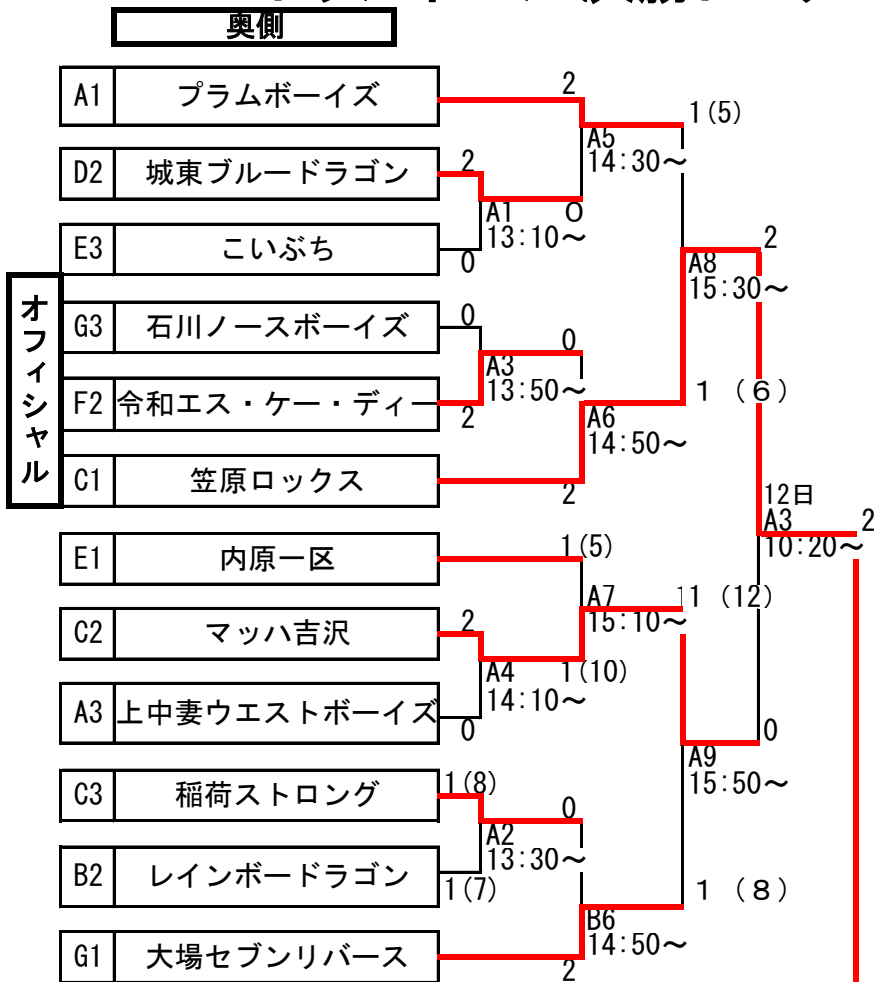 奥側
A1 プラムボーイズ
2
1(5)
A5
14:30～
D2 城東ブルードラゴン
2
A1
13:10～
0
E3 こいぶち
0
2
A8
15:30～
オフィシャル
G3 石川ノースボーイズ
0
0
A3
13:50～
F2 令和エス・ケー・ディー
2
1 (6)
A6
14:50～
C1 笠原ロックス
2
12日
A3
10:20～
2
E1 内原一区
1(5)
A7
15:10～
11 (12)
C2 マッハ吉沢
2
A4
14:10～
1(10)
A3 上中妻ウエストボーイズ
0
0
A9
15:50～
C3 稲荷ストロング
1(8)
0
A2
13:30～
B2 レインボードラゴン
1(7)
1 (8)
B6
14:50～
G1 大場セブンリバース
2